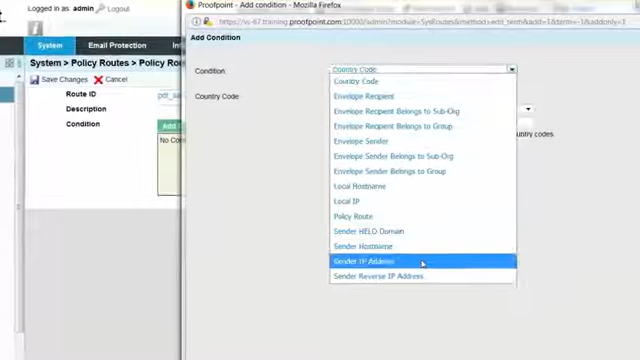 Logged in as: admin Logout
System Email Protection
System > Policy Routes > Policy Rou
Save Changes Cancel
Route ID
Description
Condition
Add
No Con
Proofpoint - Add condition - Mozilla Firefox
Add Condition
Condition: Country Code
Country Code
untry codes.
Country Code
Envelope Recipient
Envelope Recipient Belongs to Sub-Org
Envelope Recipient Belongs to Group
Envelope Sender
Envelope Sender Belongs to Sub-Org
Envelope Sender Belongs to Group
Local Hostname
Local IP
Policy Route
Sender HELO Domain
Sender Hostname
Sender IP Address
Sender Reverse IP Address